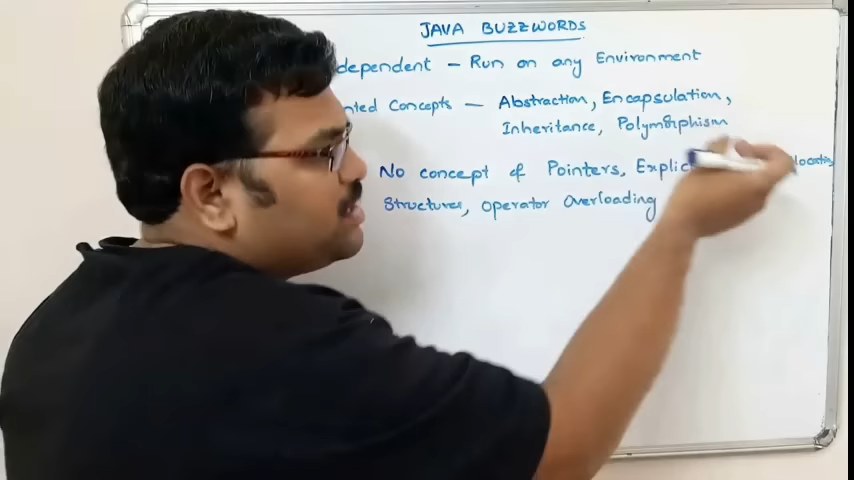 JAVA BUZZWORDS
dependent - Run on any Environment
nted Concepts - Abstraction, Encapsulation,
Inheritance, Polymorphism
No concept of Pointers, Explic
Structures, Operator Overloading